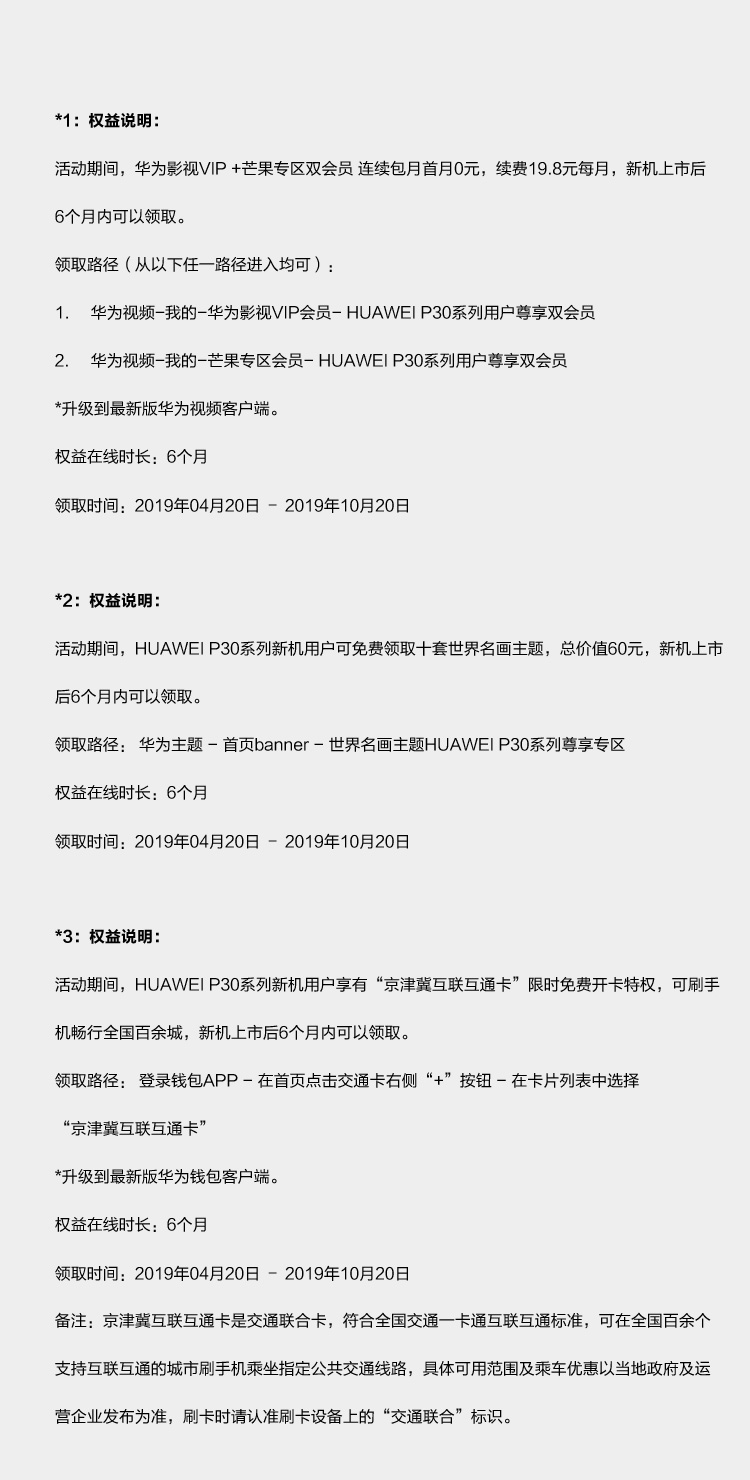 *1：权益说明：
活动期间，华为影视VIP +芒果专区双会员 连续包月首月0元，续费19.8元每月，新机上市后
6个月内可以领取。
领取路径（从以下任一路径进入均可）：
1. 华为视频-我的-华为影视VIP会员- HUAWEI P30系列用户尊享双会员
2. 华为视频-我的-芒果专区会员- HUAWEI P30系列用户尊享双会员
*升级到最新版华为视频客户端。
权益在线时长：6个月
领取时间：2019年04月20日 - 2019年10月20日
*2：权益说明：
活动期间，HUAWEI P30系列新机用户可免费领取十套世界名画主题，总价值60元，新机上市
后6个月内可以领取。
领取路径： 华为主题 - 首页banner - 世界名画主题HUAWEI P30系列尊享专区
权益在线时长：6个月
领取时间：2019年04月20日 - 2019年10月20日
*3：权益说明：
活动期间，HUAWEI P30系列新机用户享有“京津冀互联互通卡”限时免费开卡特权，可刷手
机畅行全国百余城，新机上市后6个月内可以领取。
领取路径： 登录钱包APP - 在首页点击交通卡右侧“+”按钮 - 在卡片列表中选择
“京津冀互联互通卡”
*升级到最新版华为钱包客户端。
权益在线时长：6个月
领取时间：2019年04月20日 - 2019年10月20日
备注：京津冀互联互通卡是交通联合卡，符合全国交通一卡通互联互通标准，可在全国百余个
支持互联互通的城市刷手机乘坐指定公共交通线路，具体可用范围及乘车优惠以当地政府及运
营企业发布为准，刷卡时请认准刷卡设备上的“交通联合”标识。